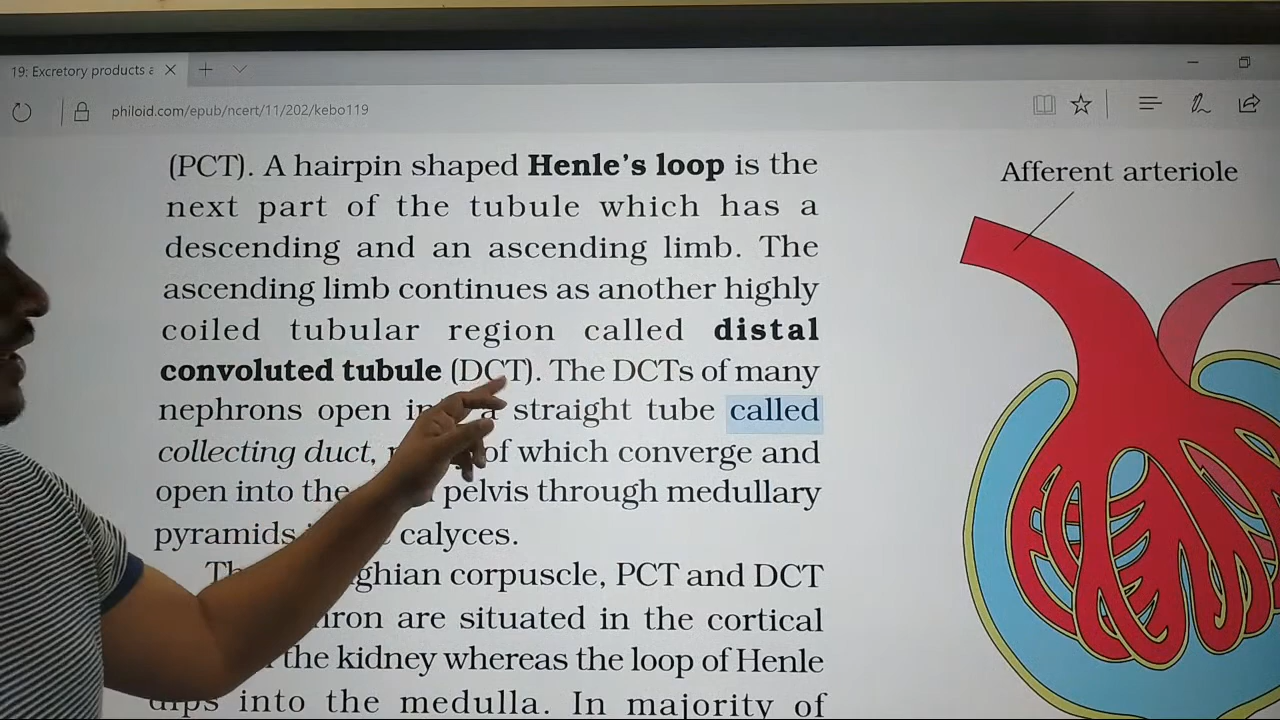 19: Excretory products a
philoid.com/epub/ncert/11/202/kebo119
(PCT). A hairpin shaped Henle's loop is the
next part of the tubule which has a
descending and an ascending limb. The
ascending limb continues as another highly
coiled tubular region called distal
convoluted tubule (DCT). The DCTs of many
nephrons open a straight tube called
collecting duct, of which converge and
open into the pelvis through medullary
pyramids calyces.
corpuscle, PCT and DCT
are situated in the cortical
the kidney whereas the loop of Henle
dips into the medulla. In majority of
Afferent arteriole